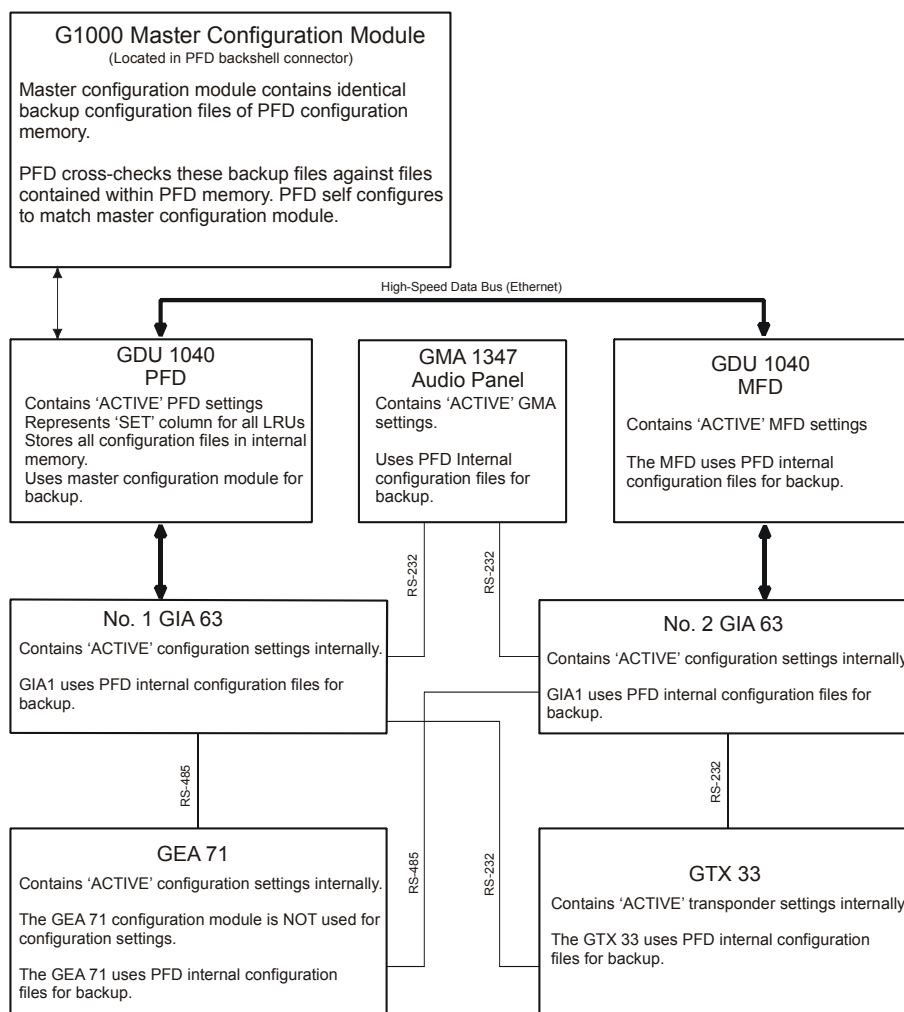 G1000 Master Configuration Module
(Located in PFD backshell connector)
Master configuration module contains identical
backup configuration files of PFD configuration
memory.
PFD cross-checks these backup files against files
contained within PFD memory. PFD self configures
to match master configuration module.
High-Speed Data Bus (Ethernet)
GDU 1040
PFD
Contains ‘ACTIVE’ PFD settings
Represents ‘SET’ column for all LRUs
Stores all configuration files in internal
memory.
Uses master configuration module for
backup.
GMA 1347
Audio Panel
Contains ‘ACTIVE’ GMA
settings.
Uses PFD Internal
configuration files for
backup.
GDU 1040
MFD
Contains ‘ACTIVE’ MFD settings
The MFD uses PFD internal
configuration files for backup.
RS-232
RS-232
No. 1 GIA 63
Contains ‘ACTIVE’ configuration settings internally.
GIA1 uses PFD internal configuration files for
backup.
No. 2 GIA 63
Contains ‘ACTIVE’ configuration settings internally
GIA1 uses PFD internal configuration files for
backup.
RS-485
RS-232
RS-485
RS-232
GEA 71
Contains ‘ACTIVE’ configuration settings internally.
The GEA 71 configuration module is NOT used for
configuration settings.
The GEA 71 uses PFD internal configuration
files for backup.
GTX 33
Contains ‘ACTIVE’ transponder settings internally
The GTX 33 uses PFD internal configuration
files for backup.